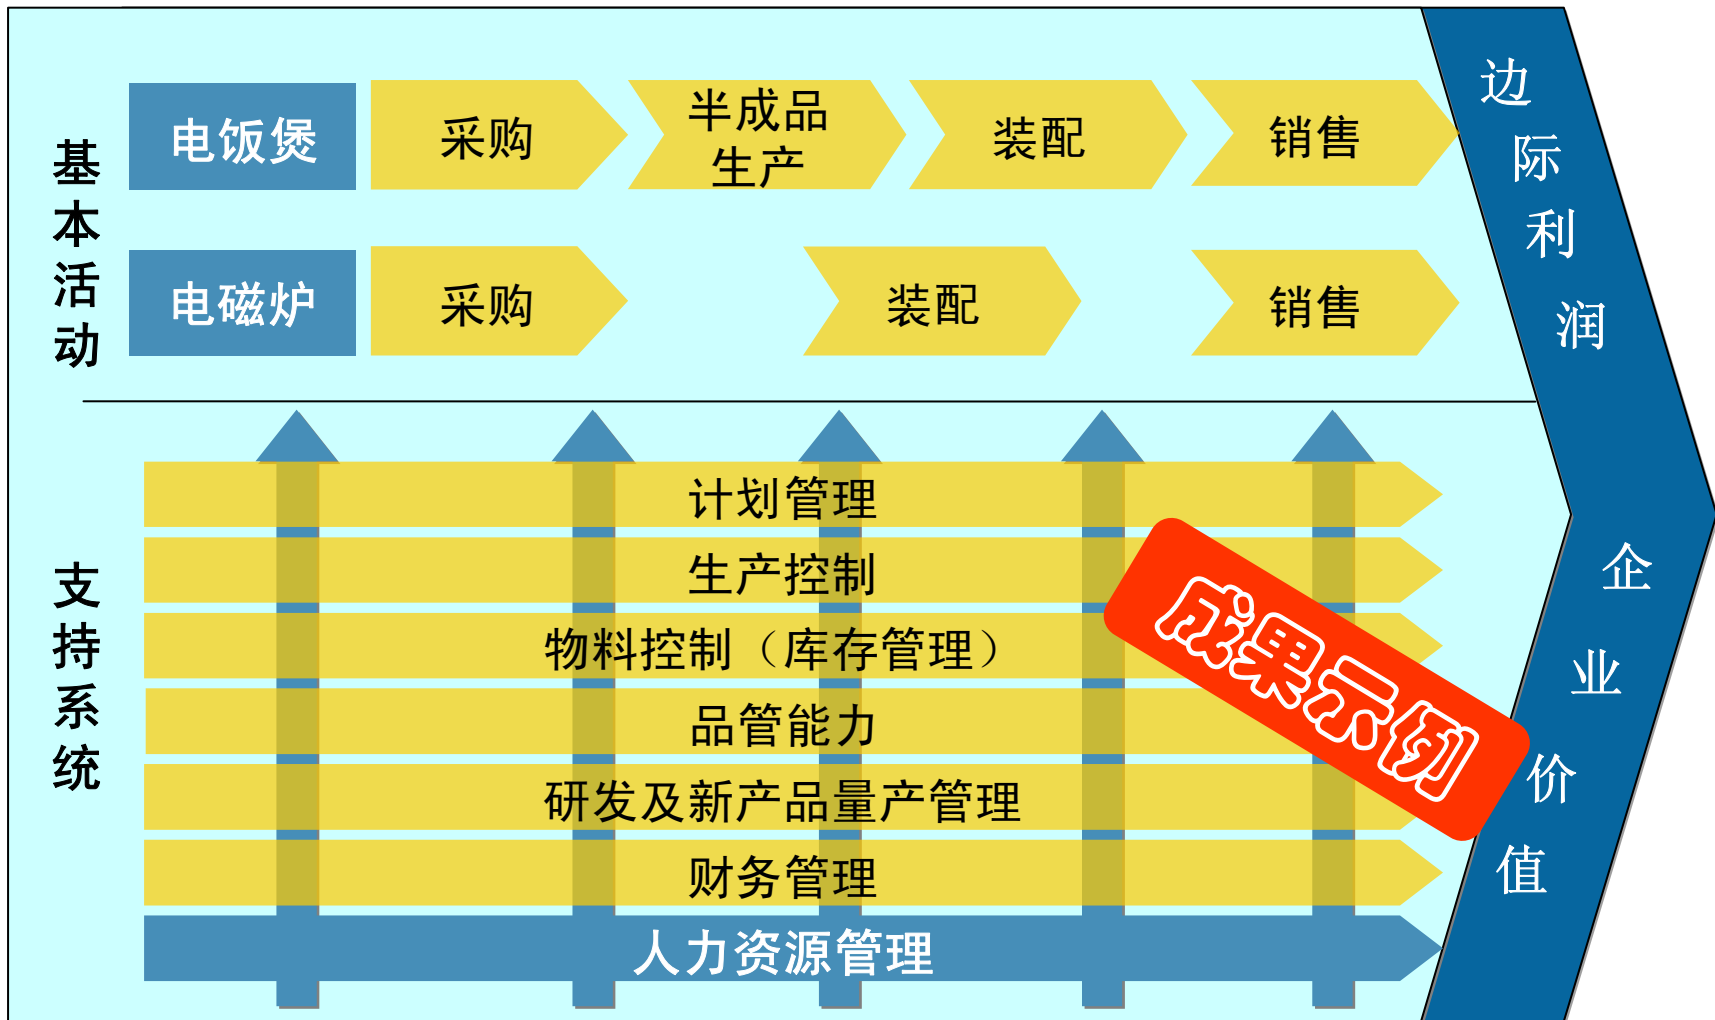 基本活动
电饭煲
采购
半成品
生产
装配
销售
电磁炉
采购
装配
销售
支持系统
计划管理
生产控制
物料控制（库存管理）
品管能力
研发及新产品量产管理
财务管理
人力资源管理
成果示例
边际利润
企业价值